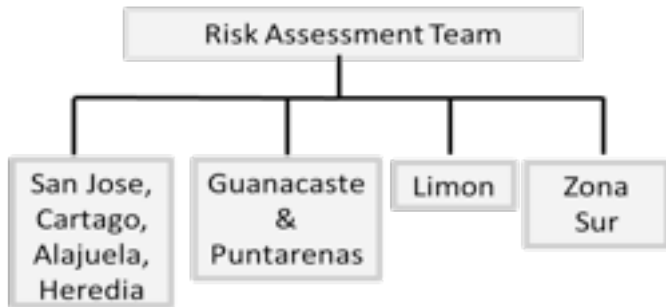 Risk Assessment Team
San Jose,
Cartago,
Alajuela,
Heredia
Guanacaste
&
Puntarenas
Limon
Zona
Sur